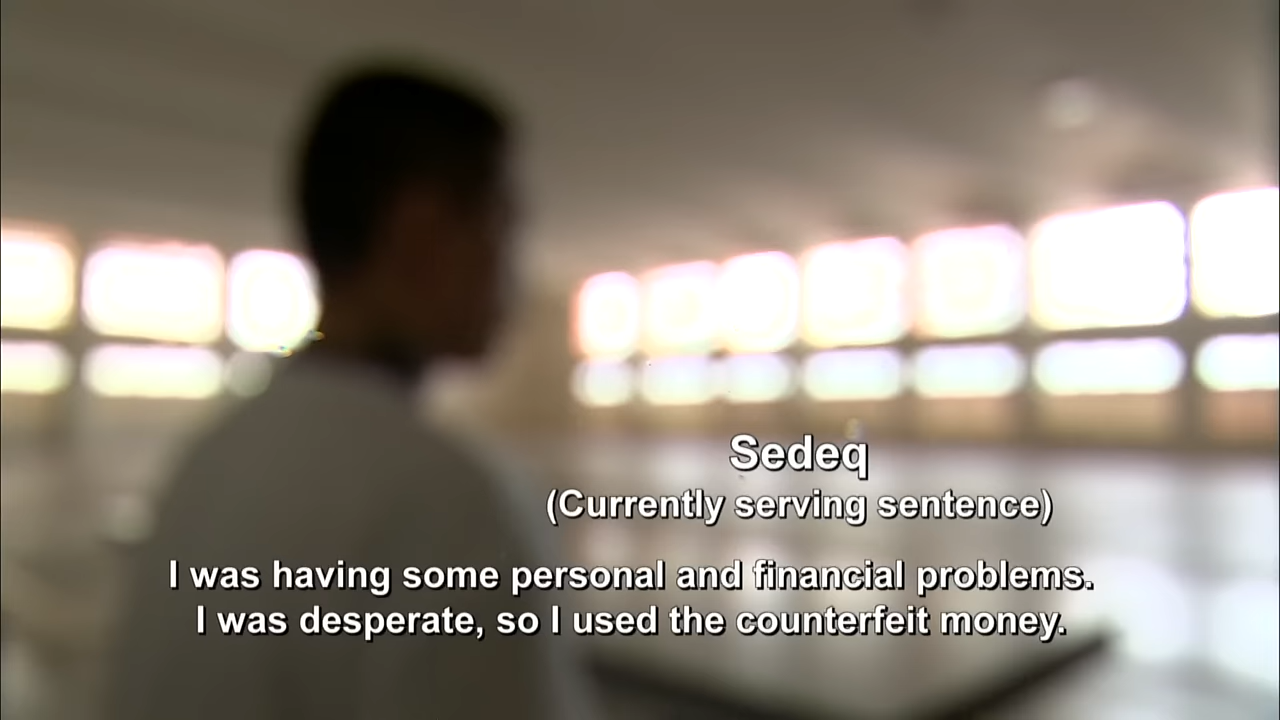 Sedeq
(Currently serving sentence)
I was having some personal and financial problems.
I was desperate, so I used the counterfeit money.